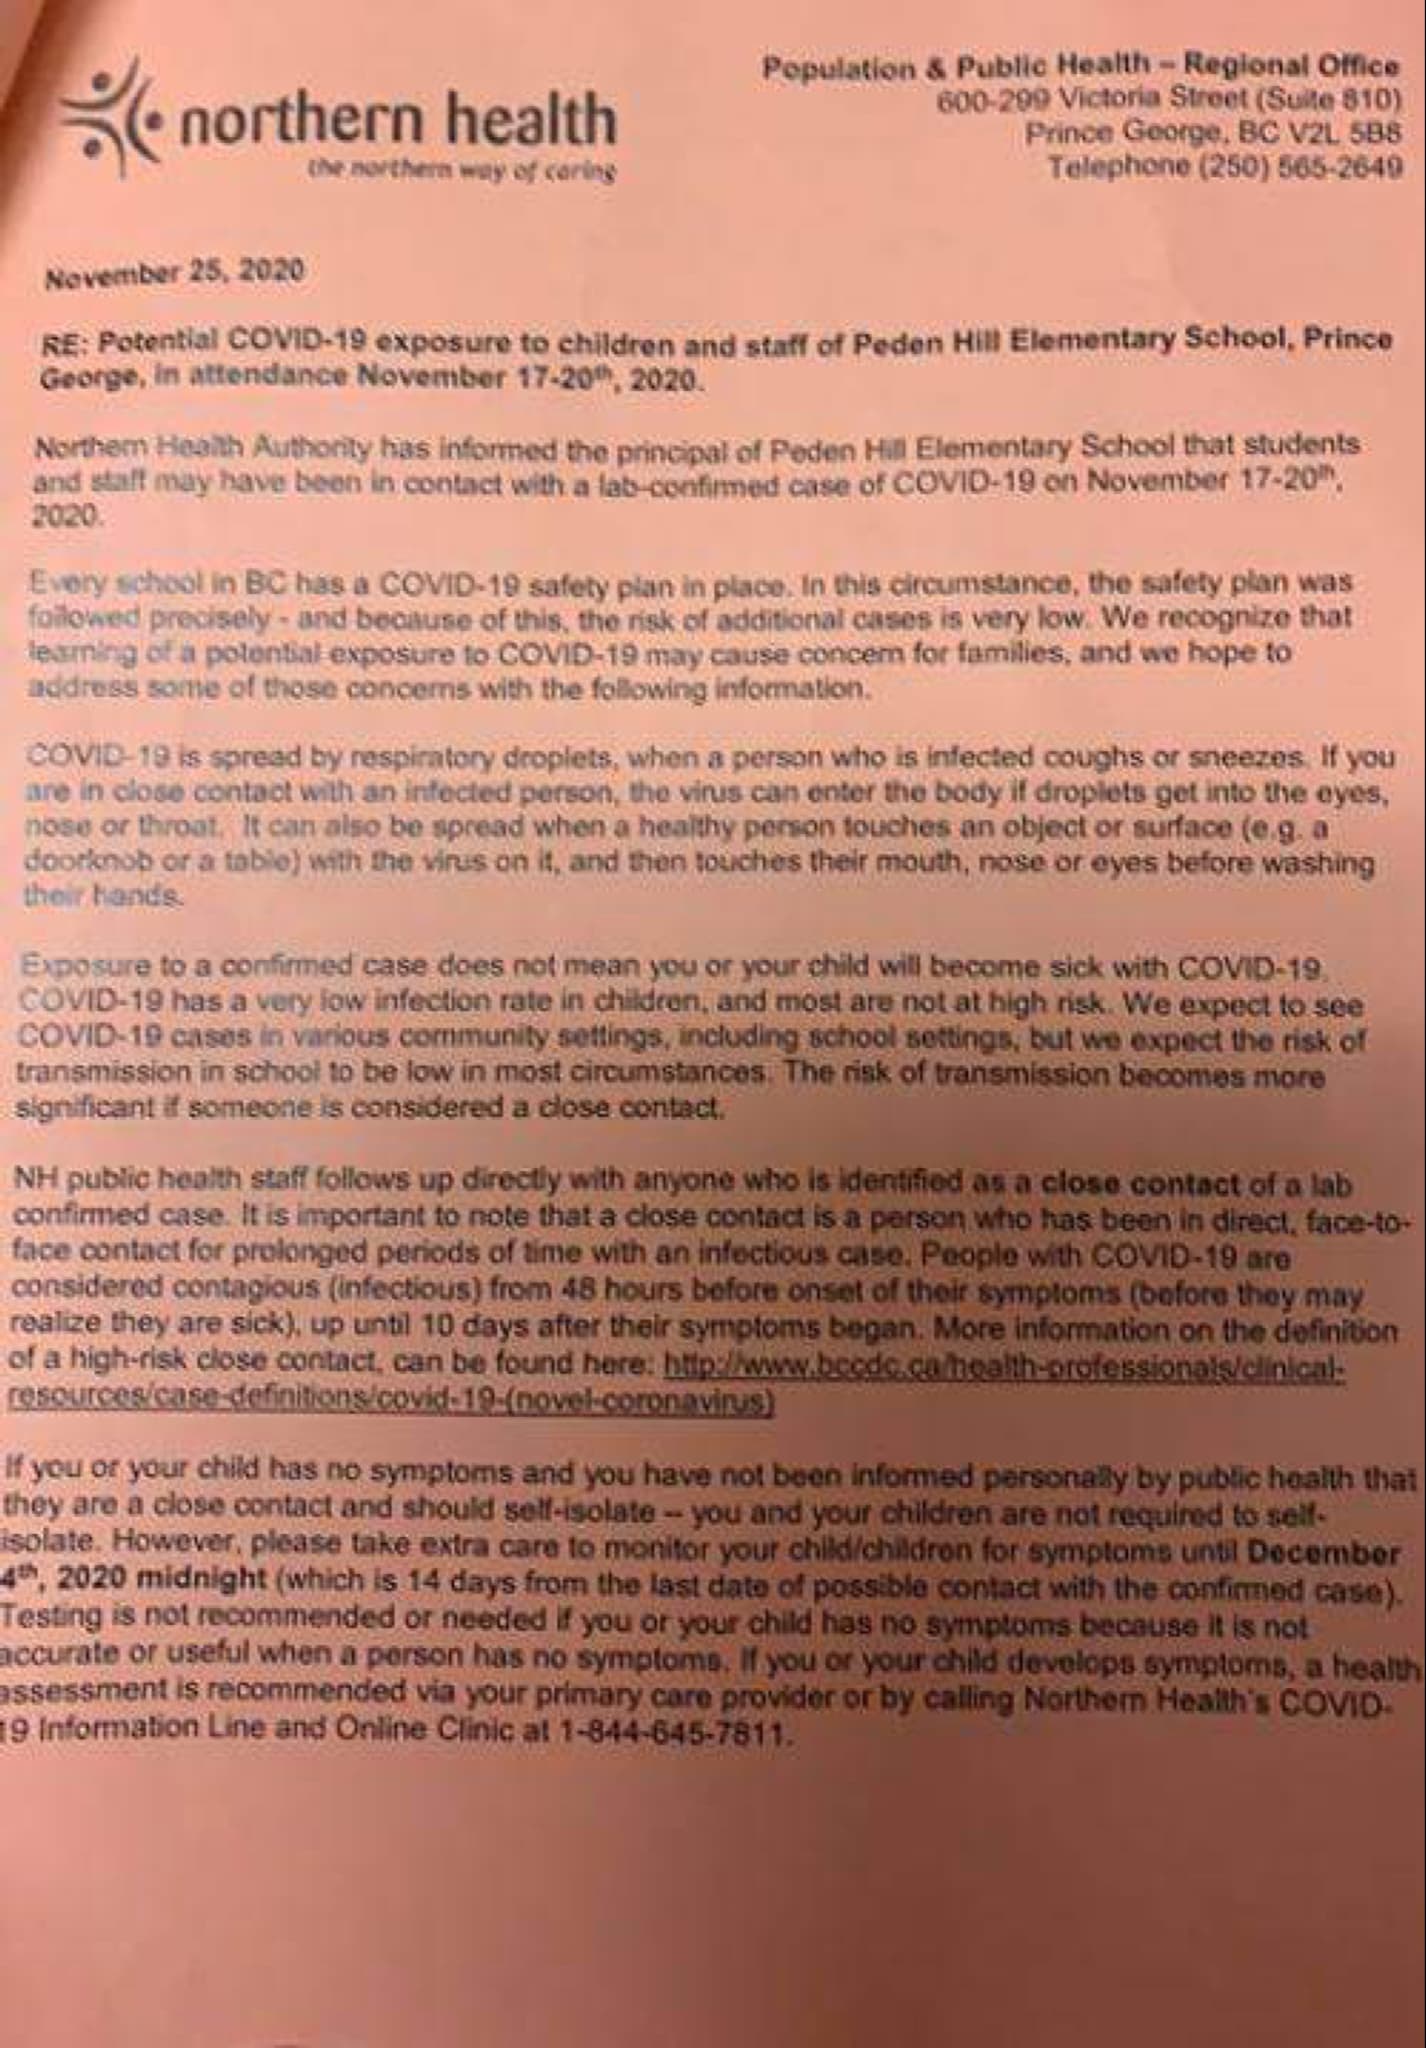 northern health
the northern way of caring
Population & Public Health – Regional Office
600-299 Victoria Street (Suite 810)
Prince George, BC V2L 5B8
Telephone (250) 565-2649
November 25, 2020
RE: Potential COVID-19 exposure to children and staff of Peden Hill Elementary School, Prince
George, in attendance November 17-20th, 2020.
Northern Health Authority has informed the principal of Peden Hill Elementary School that students
and staff may have been in contact with a lab-confirmed case of COVID-19 on November 17-20th,
2020.
Every school in BC has a COVID-19 safety plan in place. In this circumstance, the safety plan was
followed precisely - and because of this, the risk of additional cases is very low. We recognize that
learning of a potential exposure to COVID-19 may cause concern for families, and we hope to
address some of those concerns with the following information.
COVID-19 is spread by respiratory droplets, when a person who is infected coughs or sneezes. If you
are in close contact with an infected person, the virus can enter the body if droplets get into the eyes,
nose or throat. It can also be spread when a healthy person touches an object or surface (e.g. a
doorknob or a table) with the virus on it, and then touches their mouth, nose or eyes before washing
their hands.
Exposure to a confirmed case does not mean you or your child will become sick with COVID-19.
COVID-19 has a very low infection rate in children, and most are not at high risk. We expect to see
COVID-19 cases in various community settings, including school settings, but we expect the risk of
transmission in school to be low in most circumstances. The risk of transmission becomes more
significant if someone is considered a close contact.
NH public health staff follows up directly with anyone who is identified as a close contact of a lab
confirmed case. It is important to note that a close contact is a person who has been in direct, face-to-
face contact for prolonged periods of time with an infectious case. People with COVID-19 are
considered contagious (infectious) from 48 hours before onset of their symptoms (before they may
realize they are sick), up until 10 days after their symptoms began. More information on the definition
of a high-risk close contact, can be found here: http://www.bccdc.ca/health-professionals/clinical-
resources/case-definitions/covid-19-(novel-coronavirus)
If you or your child has no symptoms and you have not been informed personally by public health that
they are a close contact and should self-isolate – you and your children are not required to self-
isolate. However, please take extra care to monitor your child/children for symptoms until December
4th, 2020 midnight (which is 14 days from the last date of possible contact with the confirmed case).
Testing is not recommended or needed if you or your child has no symptoms because it is not
accurate or useful when a person has no symptoms. If you or your child develops symptoms, a health
assessment is recommended via your primary care provider or by calling Northern Health's COVID-
19 Information Line and Online Clinic at 1-844-645-7811.